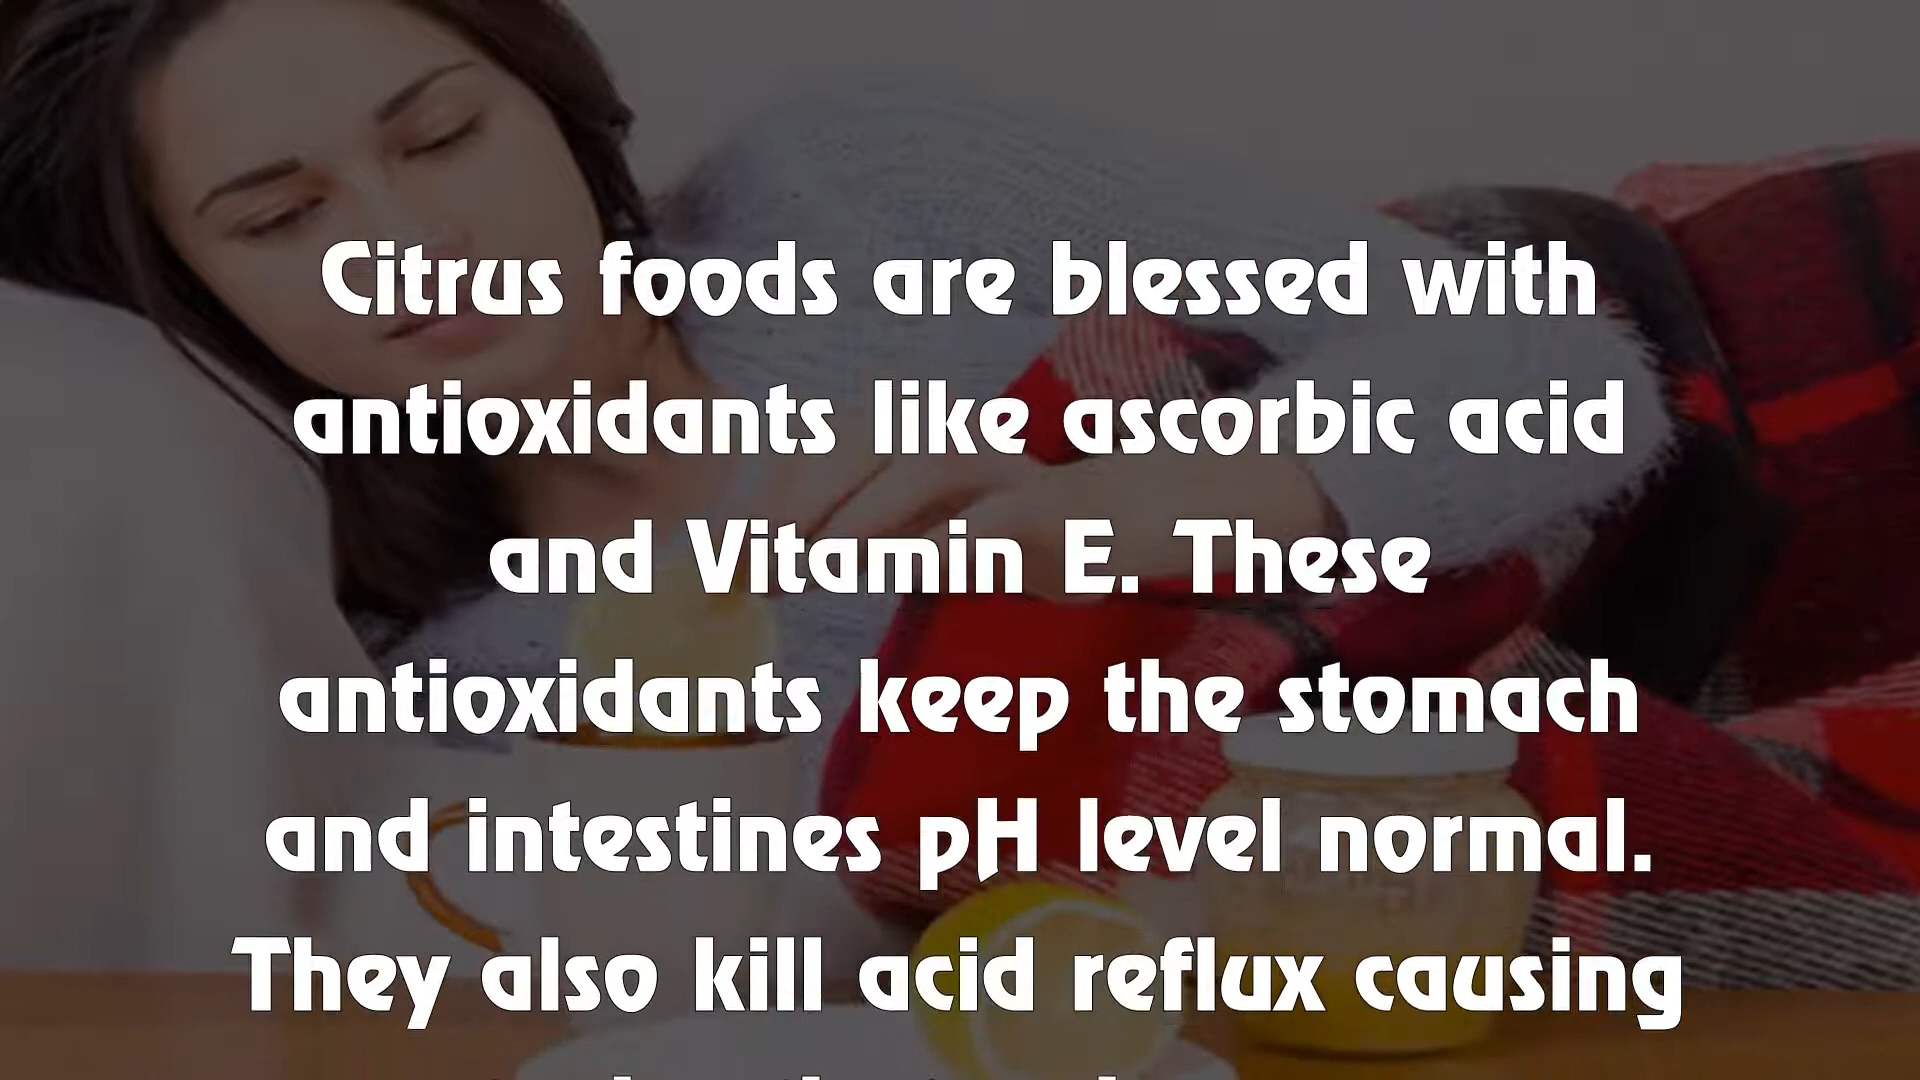 Citrus foods are blessed with
antioxidants like ascorbic acid
and Vitamin E. These
antioxidants keep the stomach
and intestines pH level normal.
They also kill acid reflux causing